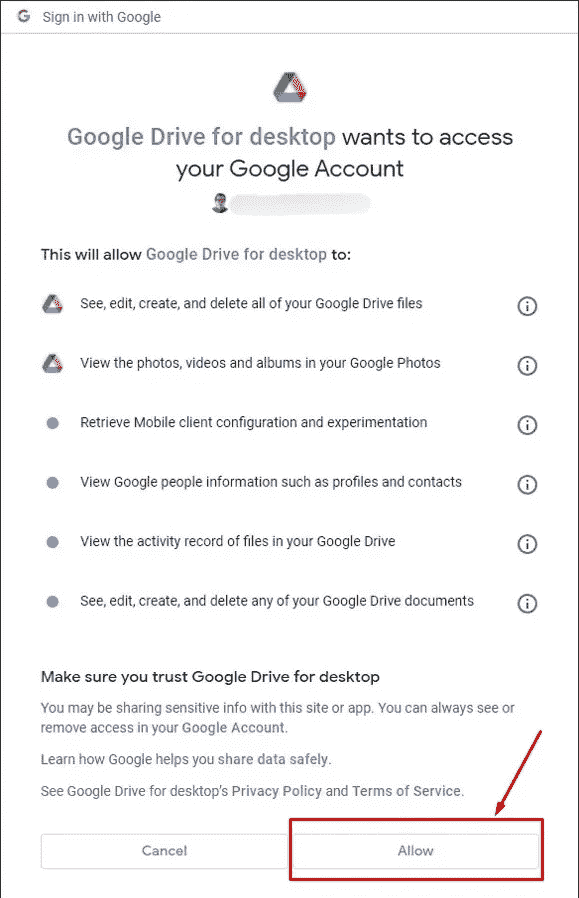 Sign in with Google
Google Drive for desktop wants to access
your Google Account
This will allow Google Drive for desktop to:
See, edit, create, and delete all of your Google Drive files
View the photos, videos and albums in your Google Photos
Retrieve Mobile client configuration and experimentation
View Google people information such as profiles and contacts
View the activity record of files in your Google Drive
See, edit, create, and delete any of your Google Drive documents
Make sure you trust Google Drive for desktop
You may be sharing sensitive info with this site or app. You can always see or
remove access in your Google Account.
Learn how Google helps you share data safely.
See Google Drive for desktop's Privacy Policy and Terms of Service.
Cancel
Allow